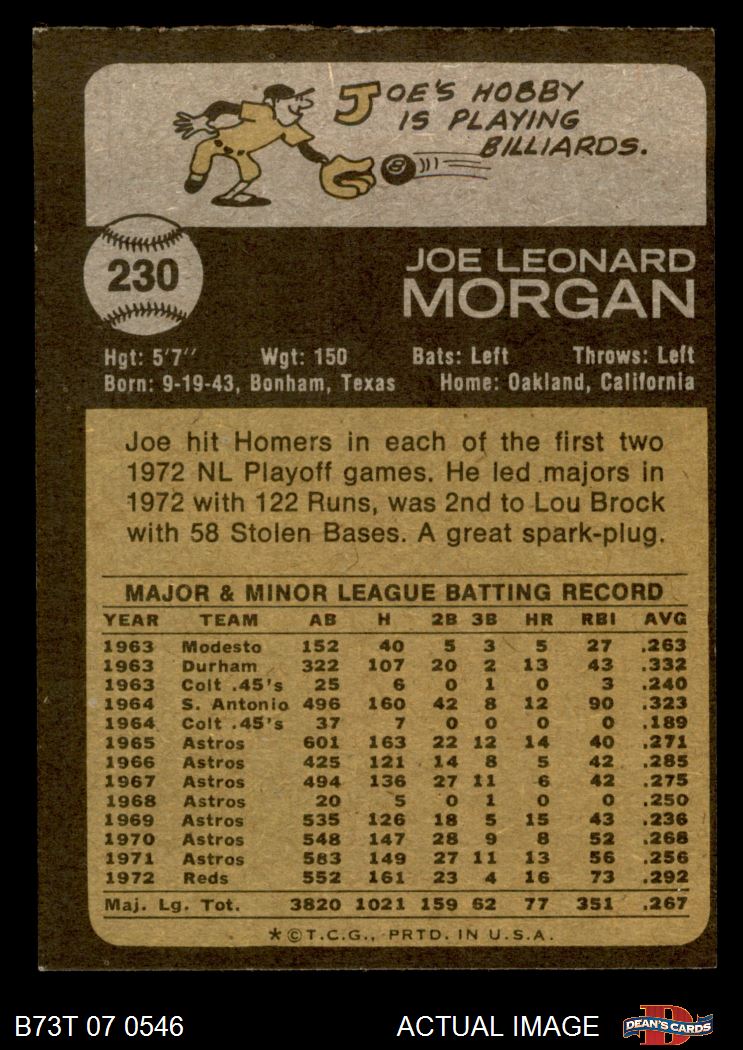 JOE'S HOBBY
IS PLAYING
BILLIARDS.
8
230
JOE LEONARD
MORGAN
Hgt: 5'7" Wgt: 150 Bats: Left Throws: Left
Born: 9-19-43, Bonham, Texas Home: Oakland, California
Joe hit Homers in each of the first two
1972 NL Playoff games. He led majors in
1972 with 122 Runs, was 2nd to Lou Brock
with 58 Stolen Bases. A great spark-plug.
MAJOR & MINOR LEAGUE BATTING RECORD
YEAR TEAM AB H 2B 3B HR RBI AVG
1963 Modesto 152 40 5 3 5 27 .263
1963 Durham 322 107 20 2 13 43 .332
1963 Colt .45's 25 6 0 1 0 3 .240
1964 S. Antonio 496 160 42 8 12 90 .323
1964 Colt .45's 37 7 0 0 0 0 .189
1965 Astros 601 163 22 12 14 40 .271
1966 Astros 425 121 14 8 5 42 .285
1967 Astros 494 136 27 11 6 42 .275
1968 Astros 20 5 0 1 0 0 .250
1969 Astros 535 126 18 5 15 43 .236
1970 Astros 548 147 28 9 8 52 .268
1971 Astros 583 149 27 11 13 56 .256
1972 Reds 552 161 23 4 16 73 .292
Maj. Lg. Tot. 3820 1021 159 62 77 351 .267
*©T.C.G., PRTD. IN U.S.A.
B73T 07 0546 ACTUAL IMAGE D DEAN'S CARDS